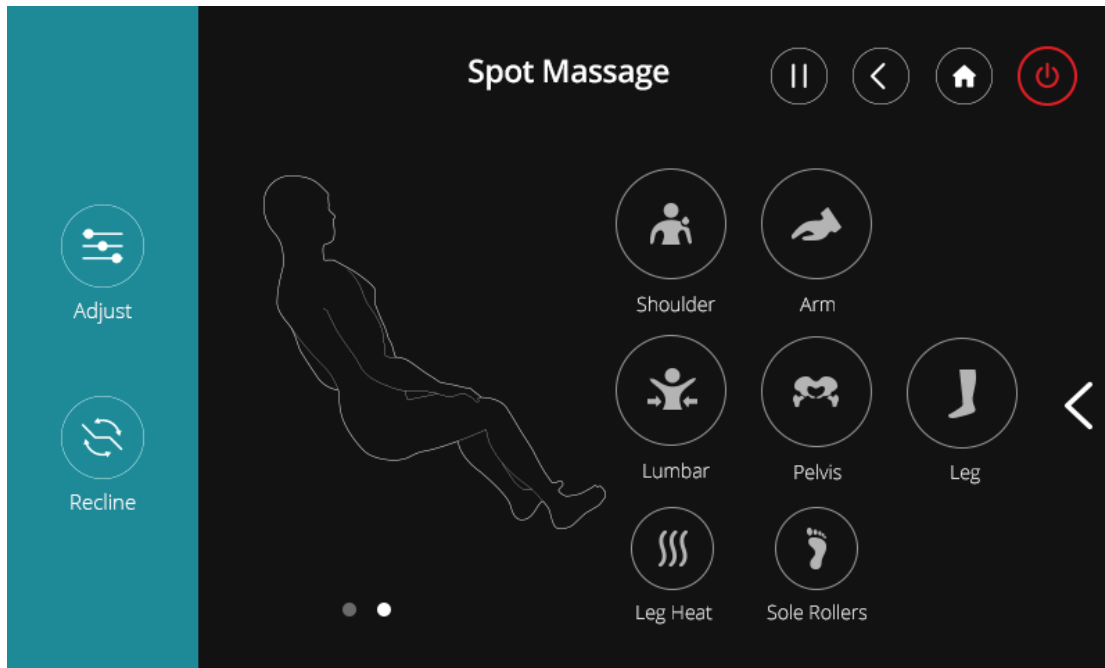 Spot Massage
Adjust
Recline
Shoulder
Arm
Lumbar
Pelvis
Leg
Leg Heat
Sole Rollers